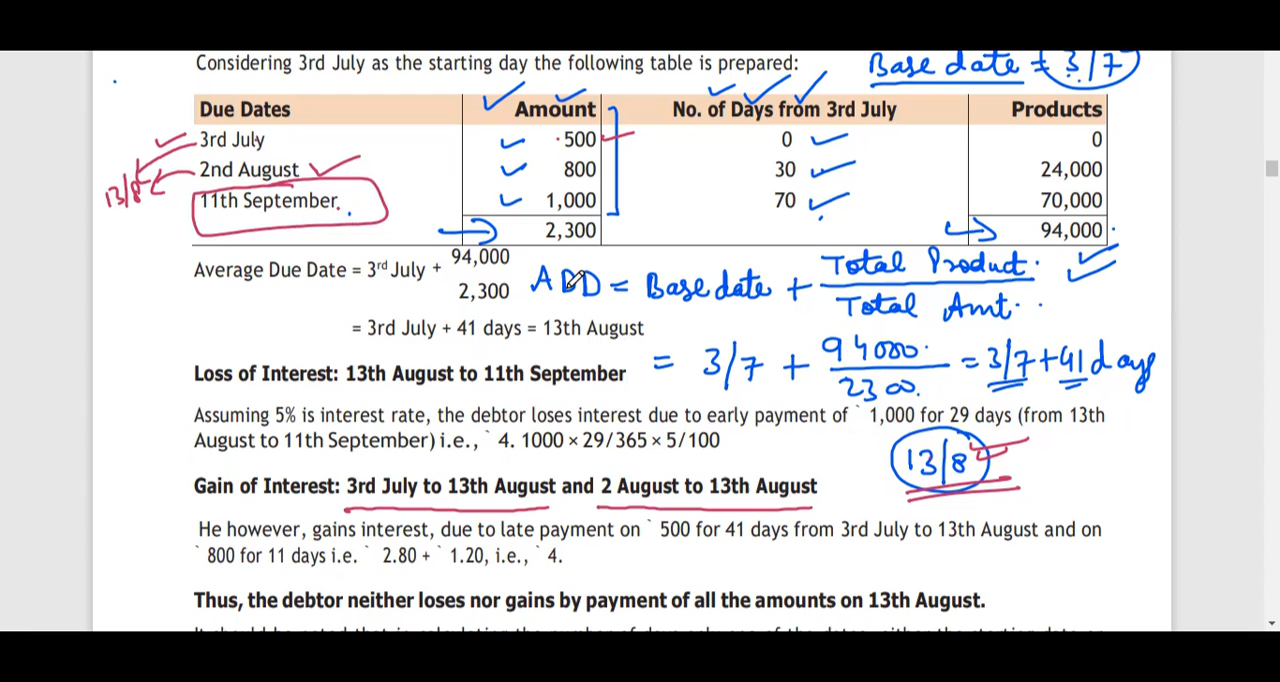 Considering 3rd July as the starting day the following table is prepared: Base date = 3/7
Due Dates Amount No. of Days from 3rd July Products
3rd July 500 0 0
2nd August 800 30 24,000
13/8
11th September. 1,000 70 70,000
2,300 94,000
Average Due Date = 3rd July + 94,000
2,300
ADD = Base date + Total Product
Total Amt.
= 3rd July + 41 days = 13th August
= 3/7 + 94000 = 3/7 + 41 days
2300
Loss of Interest: 13th August to 11th September
Assuming 5% is interest rate, the debtor loses interest due to early payment of ` 1,000 for 29 days (from 13th
August to 11th September) i.e., ` 4. 1000 × 29/365 × 5/100
13/8
Gain of Interest: 3rd July to 13th August and 2 August to 13th August
He however, gains interest, due to late payment on ` 500 for 41 days from 3rd July to 13th August and on
` 800 for 11 days i.e. ` 2.80 + ` 1.20, i.e., ` 4.
Thus, the debtor neither loses nor gains by payment of all the amounts on 13th August.